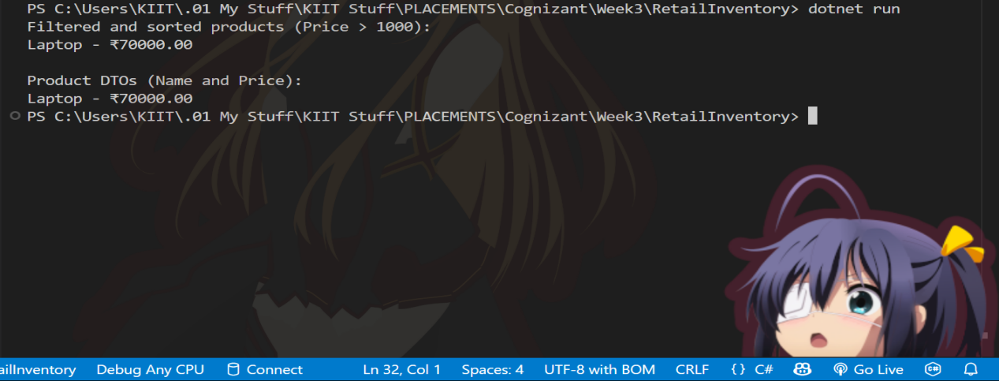 PS C:\Users\KIIT\.01 My Stuff\KIIT Stuff\PLACEMENTS\Cognizant\Week3\RetailInventory> dotnet run
Filtered and sorted products (Price > 1000):
Laptop - ₹70000.00
Product DTOs (Name and Price):
Laptop - ₹70000.00
PS C:\Users\KIIT\.01 My Stuff\KIIT Stuff\PLACEMENTS\Cognizant\Week3\RetailInventory>
ailInventory Debug Any CPU Connect Ln 32, Col 1 Spaces: 4 UTF-8 with BOM CRLF {} C# Go Live C#